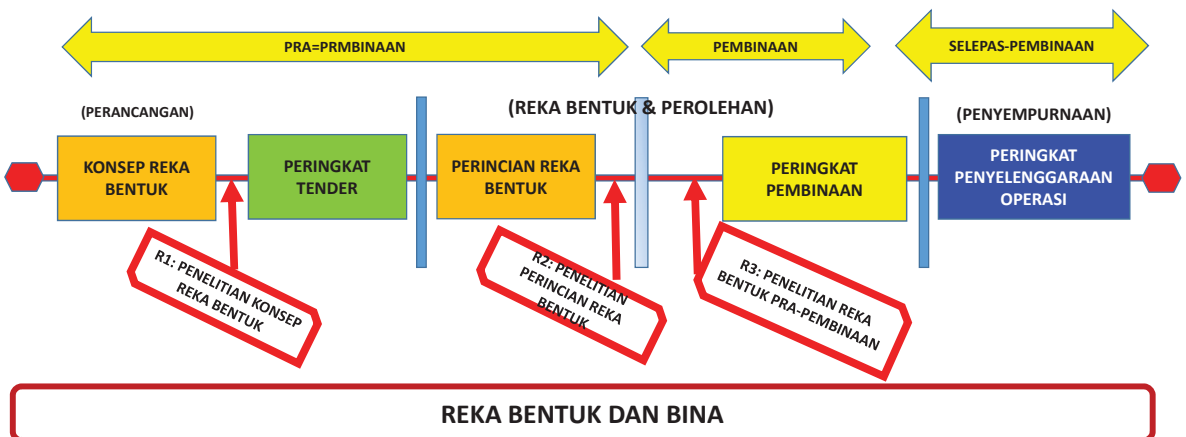 PRA=PRMBINAAN
PEMBINAAN
SELEPAS-PEMBINAAN
(PERANCANGAN)
(REKA BENTUK & PEROLEHAN)
(PENYEMPURNAAN)
KONSEP REKA
BENTUK
PERINGKAT
TENDER
PERINCIAN REKA
BENTUK
PERINGKAT
PEMBINAAN
PERINGKAT
PENYELENGGARAAN
OPERASI
R1: PENELITIAN KONSEP
REKA BENTUK
R2: PENELITIAN
PERINCIAN REKA
BENTUK
R3: PENELITIAN REKA
BENTUK PRA-PEMBINAAN
REKA BENTUK DAN BINA